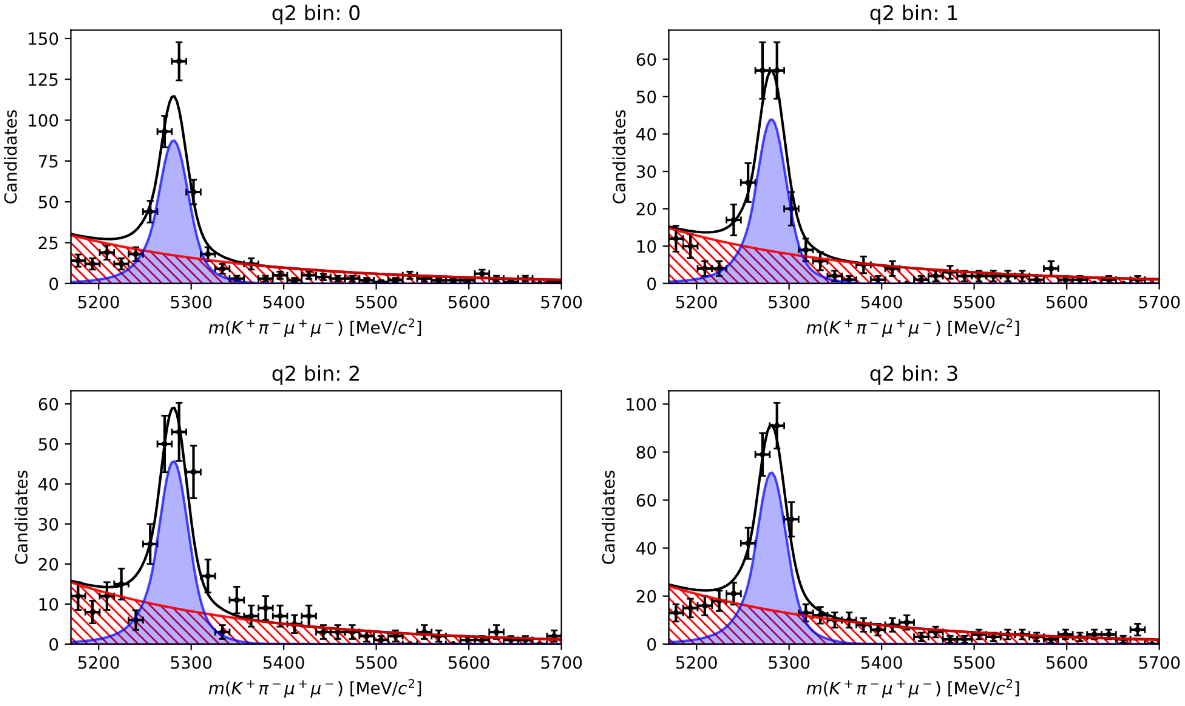 q2 bin: 0
Candidates
150
125
100
75
50
25
0
5200 5300 5400 5500 5600 5700
m(K⁺π⁻μ⁺μ⁻) [MeV/c²]
q2 bin: 1
Candidates
60
50
40
30
20
10
0
5200 5300 5400 5500 5600 5700
m(K⁺π⁻μ⁺μ⁻) [MeV/c²]
q2 bin: 2
Candidates
60
50
40
30
20
10
0
5200 5300 5400 5500 5600 5700
m(K⁺π⁻μ⁺μ⁻) [MeV/c²]
q2 bin: 3
Candidates
100
80
60
40
20
0
5200 5300 5400 5500 5600 5700
m(K⁺π⁻μ⁺μ⁻) [MeV/c²]